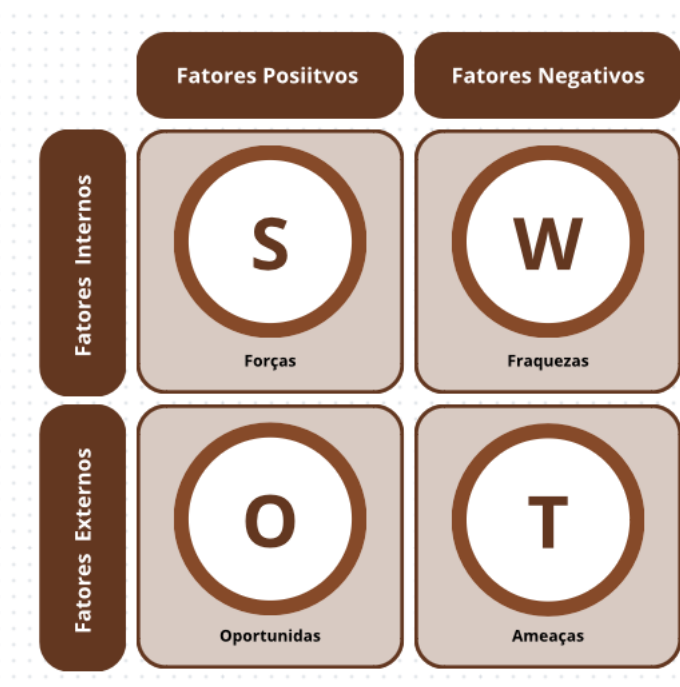 Fatores Posiitvos
Fatores Negativos
Fatores Internos
S
W
Forças
Fraquezas
Fatores Externos
O
T
Oportunidas
Ameaças